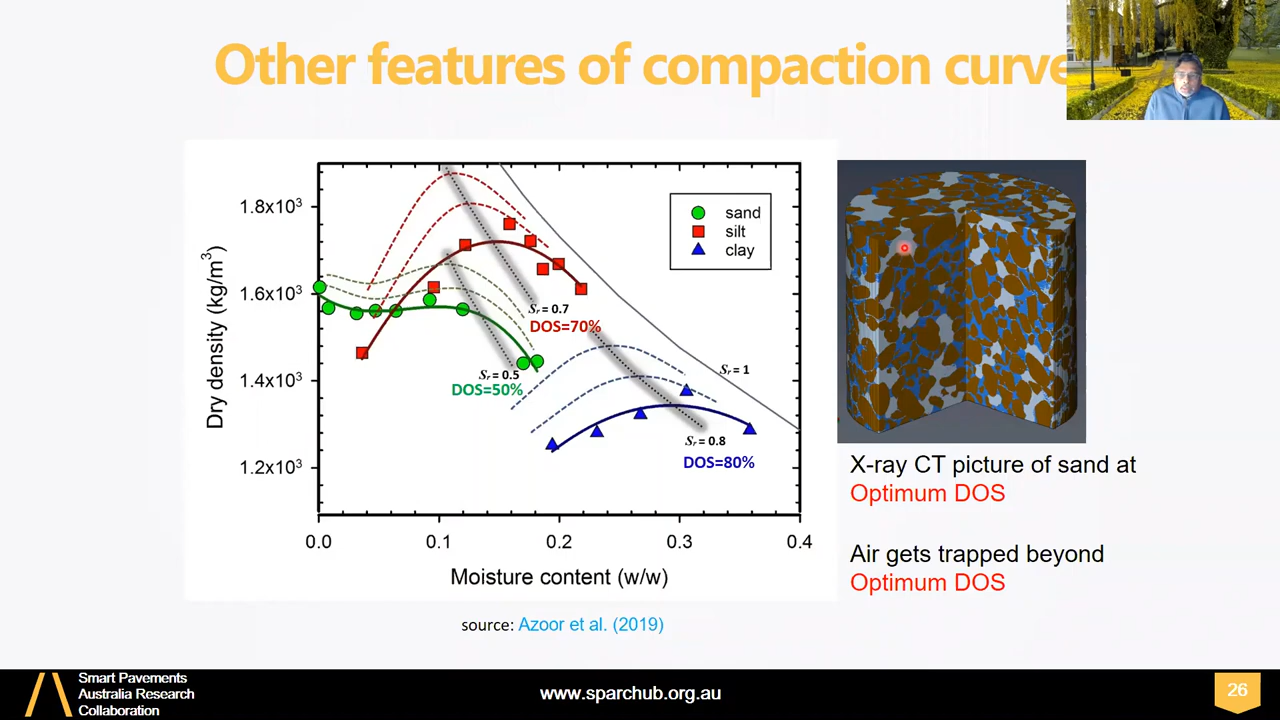 Other features of compaction curve
1.8x10³
1.6x10³
1.4x10³
1.2x10³
Dry density (kg/m³)
0.0 0.1 0.2 0.3 0.4
Moisture content (w/w)
sand
silt
clay
Sr = 0.7
DOS=70%
Sr = 0.5
DOS=50%
Sr = 1
Sr = 0.8
DOS=80%
source: Azoor et al. (2019)
X-ray CT picture of sand at
Optimum DOS
Air gets trapped beyond
Optimum DOS
Smart Pavements
Australia Research
Collaboration
www.sparchub.org.au
26